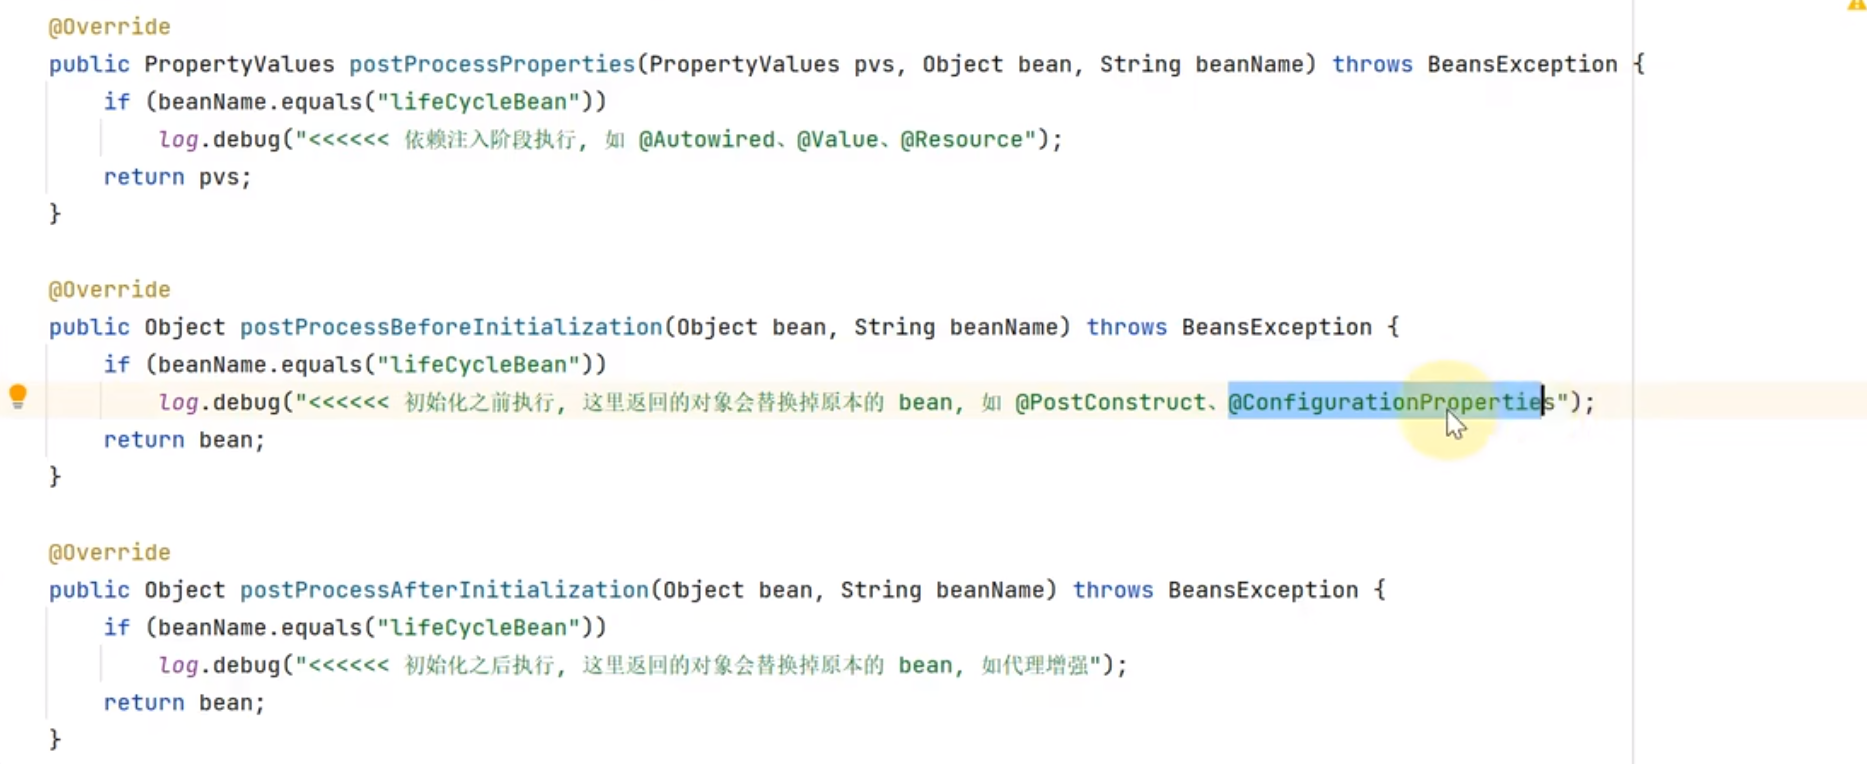 @Override
public PropertyValues postProcessProperties(PropertyValues pvs, Object bean, String beanName) throws BeansException {
if (beanName.equals("lifeCycleBean"))
log.debug("<<<<<< 依赖注入阶段执行, 如 @Autowired、@Value、@Resource");
return pvs;
}
@Override
public Object postProcessBeforeInitialization(Object bean, String beanName) throws BeansException {
if (beanName.equals("lifeCycleBean"))
log.debug("<<<<<< 初始化之前执行, 这里返回的对象会替换掉原本的 bean, 如 @PostConstruct、@ConfigurationProperties");
return bean;
}
@Override
public Object postProcessAfterInitialization(Object bean, String beanName) throws BeansException {
if (beanName.equals("lifeCycleBean"))
log.debug("<<<<<< 初始化之后执行, 这里返回的对象会替换掉原本的 bean, 如代理增强");
return bean;
}